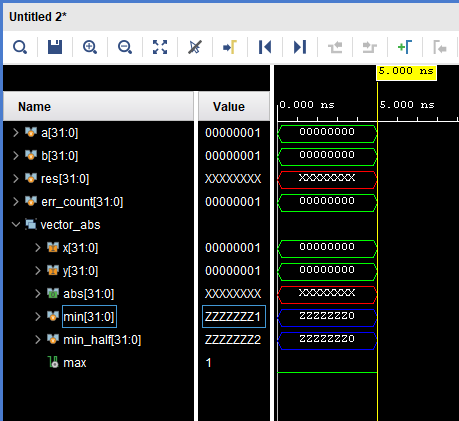 Untitled 2*
5.000 ns
Name Value 0.000 ns 5.000 ns
a[31:0] 00000001 00000000
b[31:0] 00000001 00000000
res[31:0] XXXXXXXX XXXXXXXX
err_count[31:0] 00000001 00000000
vector_abs
x[31:0] 00000001 00000000
y[31:0] 00000001 00000000
abs[31:0] XXXXXXXX XXXXXXXX
min[31:0] ZZZZZZZ1 ZZZZZZZ0
min_half[31:0] ZZZZZZZ2 ZZZZZZZ0
max 1